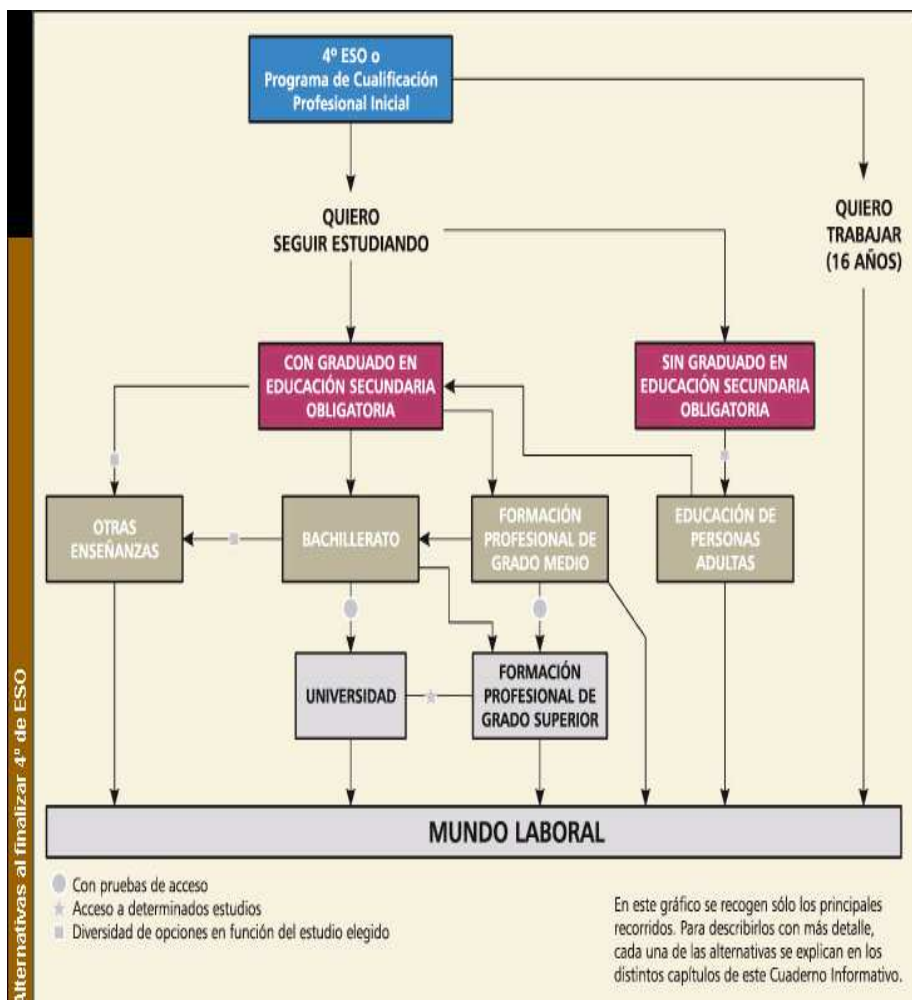 4º ESO o
Programa de Cualificación
Profesional Inicial
QUIERO
SEGUIR ESTUDIANDO
QUIERO
TRABAJAR
(16 AÑOS)
CON GRADUADO EN
EDUCACIÓN SECUNDARIA
OBLIGATORIA
SIN GRADUADO EN
EDUCACIÓN SECUNDARIA
OBLIGATORIA
OTRAS
ENSEÑANZAS
BACHILLERATO
FORMACIÓN
PROFESIONAL DE
GRADO MEDIO
EDUCACIÓN DE
PERSONAS
ADULTAS
UNIVERSIDAD
FORMACIÓN
PROFESIONAL DE
GRADO SUPERIOR
MUNDO LABORAL
Con pruebas de acceso
Acceso a determinados estudios
Diversidad de opciones en función del estudio elegido
En este gráfico se recogen sólo los principales
recorridos. Para describirlos con más detalle,
cada una de las alternativas se explican en los
distintos capítulos de este Cuaderno Informativo.
Alternativas al finalizar 4º de ESO